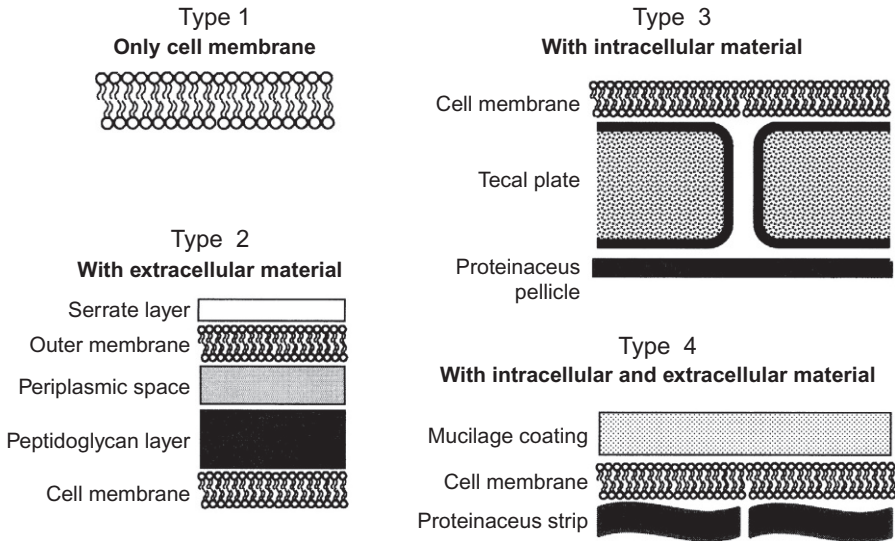 Type 1
Only cell membrane
Type 2
With extracellular material
Serrate layer
Outer membrane
Periplasmic space
Peptidoglycan layer
Cell membrane
Type 3
With intracellular material
Cell membrane
Tecal plate
Proteinaceus
pellicle
Type 4
With intracellular and extracellular material
Mucilage coating
Cell membrane
Proteinaceus strip